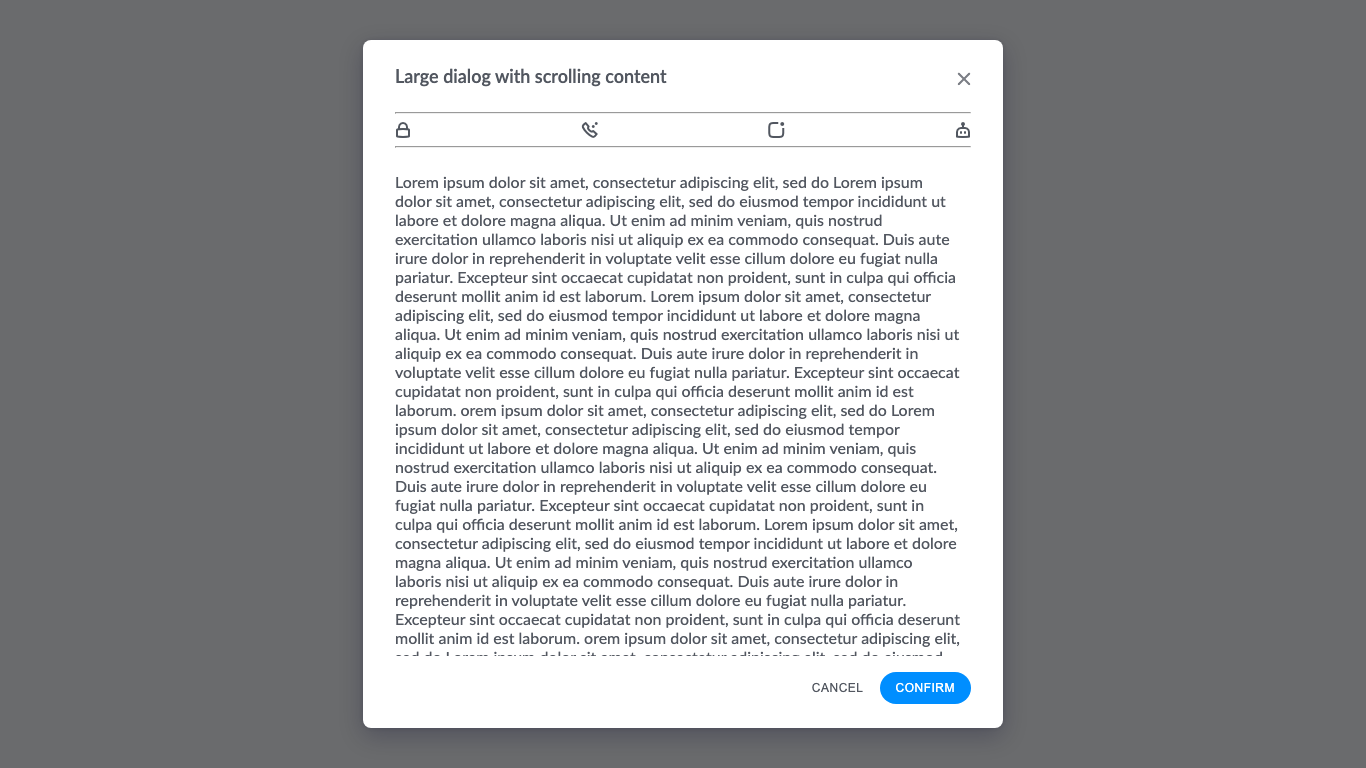 Large dialog with scrolling content
Lorem ipsum dolor sit amet, consectetur adipiscing elit, sed do Lorem ipsum
dolor sit amet, consectetur adipiscing elit, sed do eiusmod tempor incididunt ut
labore et dolore magna aliqua. Ut enim ad minim veniam, quis nostrud
exercitation ullamco laboris nisi ut aliquip ex ea commodo consequat. Duis aute
irure dolor in reprehenderit in voluptate velit esse cillum dolore eu fugiat nulla
pariatur. Excepteur sint occaecat cupidatat non proident, sunt in culpa qui officia
deserunt mollit anim id est laborum. Lorem ipsum dolor sit amet, consectetur
adipiscing elit, sed do eiusmod tempor incididunt ut labore et dolore magna
aliqua. Ut enim ad minim veniam, quis nostrud exercitation ullamco laboris nisi ut
aliquip ex ea commodo consequat. Duis aute irure dolor in reprehenderit in
voluptate velit esse cillum dolore eu fugiat nulla pariatur. Excepteur sint occaecat
cupidatat non proident, sunt in culpa qui officia deserunt mollit anim id est
laborum. orem ipsum dolor sit amet, consectetur adipiscing elit, sed do Lorem
ipsum dolor sit amet, consectetur adipiscing elit, sed do eiusmod tempor
incididunt ut labore et dolore magna aliqua. Ut enim ad minim veniam, quis
nostrud exercitation ullamco laboris nisi ut aliquip ex ea commodo consequat.
Duis aute irure dolor in reprehenderit in voluptate velit esse cillum dolore eu
fugiat nulla pariatur. Excepteur sint occaecat cupidatat non proident, sunt in
culpa qui officia deserunt mollit anim id est laborum. Lorem ipsum dolor sit amet,
consectetur adipiscing elit, sed do eiusmod tempor incididunt ut labore et dolore
magna aliqua. Ut enim ad minim veniam, quis nostrud exercitation ullamco
laboris nisi ut aliquip ex ea commodo consequat. Duis aute irure dolor in
reprehenderit in voluptate velit esse cillum dolore eu fugiat nulla pariatur.
Excepteur sint occaecat cupidatat non proident, sunt in culpa qui officia deserunt
mollit anim id est laborum. orem ipsum dolor sit amet, consectetur adipiscing elit,
sed do Lorem ipsum dolor sit amet, consectetur adipiscing elit, sed do eiusmod
CANCEL
CONFIRM